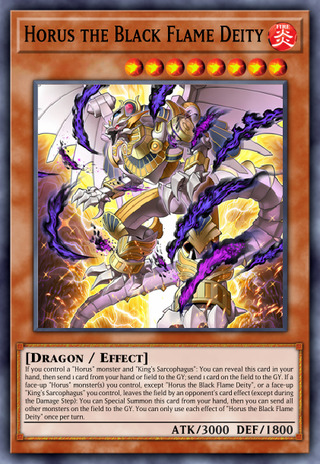 Horus the Black Flame Deity
FIRE
炎
[Dragon / Effect]
If you control a "Horus" monster and "King's Sarcophagus": You can reveal this card in your
hand, then send 1 card from your hand or field to the GY; send 1 card on the field to the GY. If a
face-up "Horus" monster(s) you control, except "Horus the Black Flame Deity", or a face-up
"King's Sarcophagus" you control, leaves the field by an opponent's card effect (except during
the Damage Step): You can Special Summon this card from your hand, then you can send all
other monsters on the field to the GY. You can only use each effect of "Horus the Black Flame
Deity" once per turn.
ATK/3000 DEF/1800